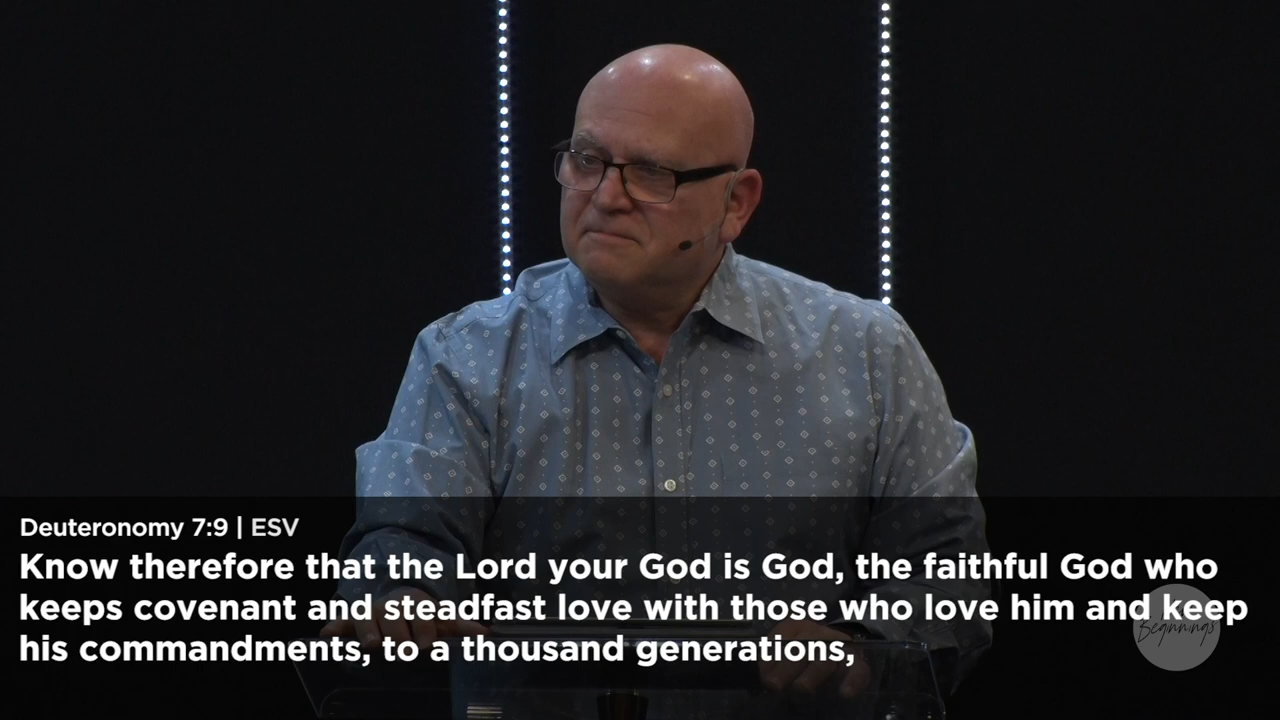 Deuteronomy 7:9 | ESV
Know therefore that the Lord your God is God, the faithful God who
keeps covenant and steadfast love with those who love him and keep
his commandments, to a thousand generations,
Beginnings